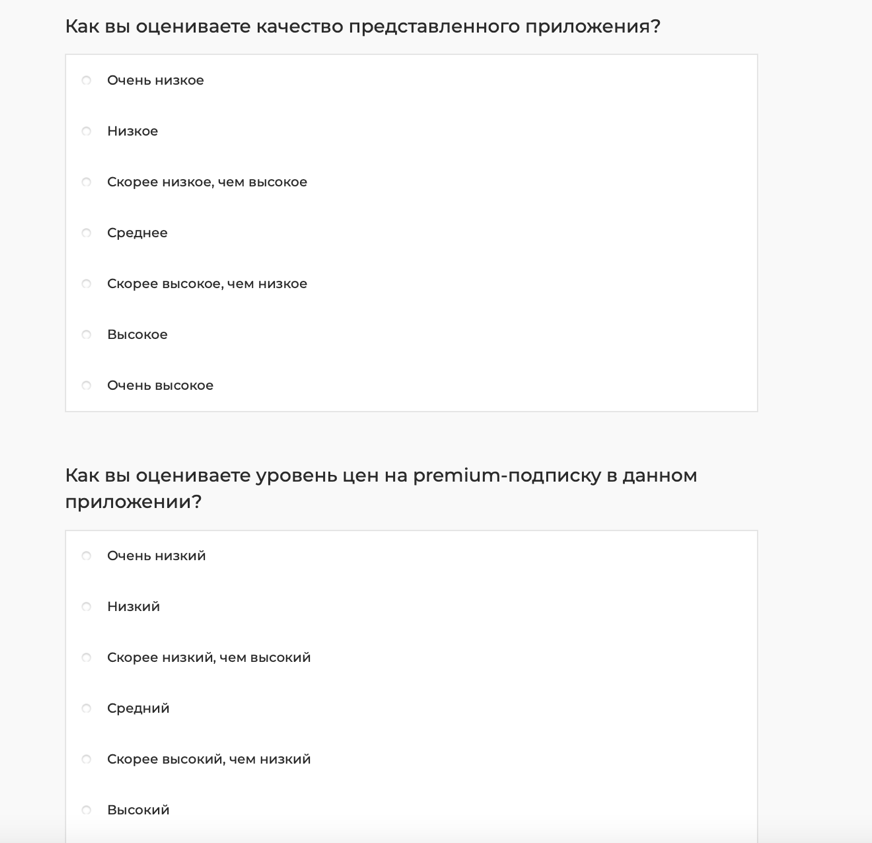 Как вы оцениваете качество представленного приложения?
Очень низкое
Низкое
Скорее низкое, чем высокое
Среднее
Скорее высокое, чем низкое
Высокое
Очень высокое
Как вы оцениваете уровень цен на premium-подписку в данном
приложении?
Очень низкий
Низкий
Скорее низкий, чем высокий
Средний
Скорее высокий, чем низкий
Высокий